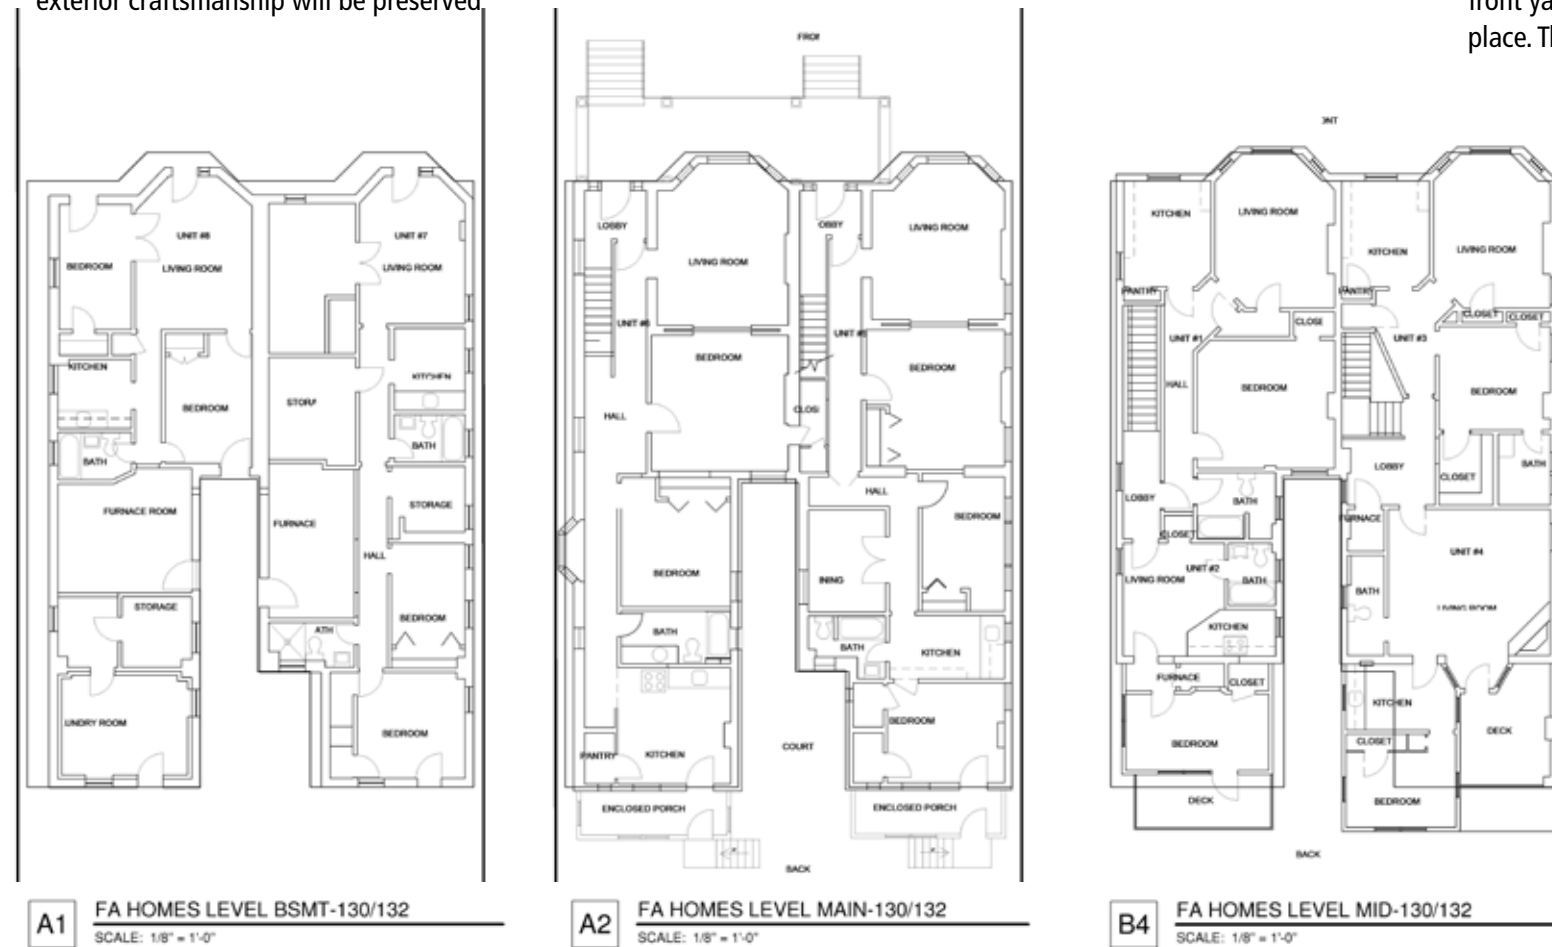 exterior craftsmanship will be preserved
front ya
place. Tl
UNIT #8
LIVING ROOM
BEDROOM
KITCHEN
BEDROOM
BATH
FURNACE ROOM
STORAGE
UNDRY ROOM
UNIT #7
LIVING ROOM
KITCHEN
STOR
BATH
STORAGE
FURNACE
HALL
BEDROOM
ATH
BEDROOM
A1
FA HOMES LEVEL BSMT-130/132
SCALE: 1/8" = 1'-0"
FRO
LOBBY
LIVING ROOM
UNIT
BEDROOM
HALL
BEDROOM
BATH
PANTRY
KITCHEN
ENCLOSED PORCH
OBBY
LIVING ROOM
UNIT
BEDROOM
CLOS
HALL
BEDROOM
INING
BATH
KITCHEN
BEDROOM
COURT
ENCLOSED PORCH
BACK
A2
FA HOMES LEVEL MAIN-130/132
SCALE: 1/8" = 1'-0"
NT
KITCHEN
LIVING ROOM
PANTRY
CLOSE
UNIT #1
HALL
BEDROOM
LOBBY
BATH
CLOSET
UNIT #2
LIVING ROOM
BATH
KITCHEN
FURNACE
CLOSET
BEDROOM
DECK
KITCHEN
LIVING ROOM
PANTRY
CLOSET
CLOSET
UNIT #3
BEDROOM
LOBBY
CLOSET
BATH
FURNACE
UNIT #4
BATH
LIVING ROOM
KITCHEN
DECK
CLOSET
BEDROOM
BACK
B4
FA HOMES LEVEL MID-130/132
SCALE: 1/8" = 1'-0"